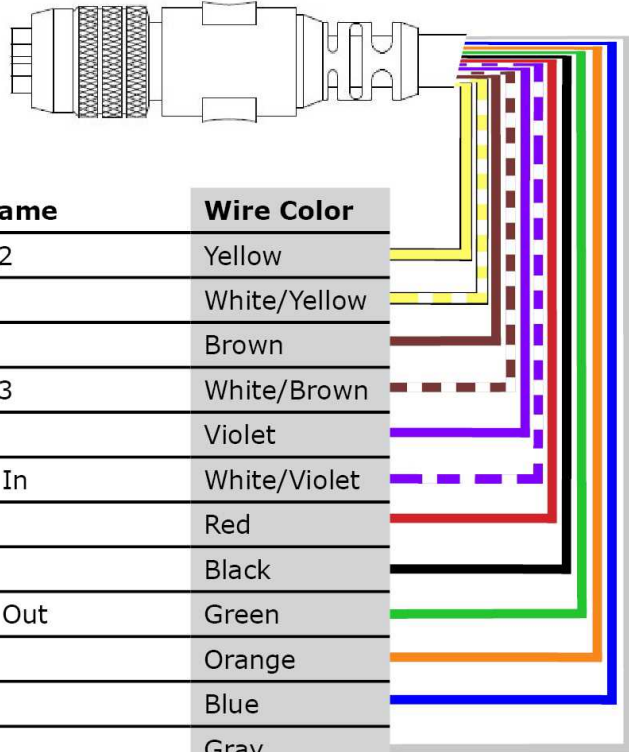 ame Wire Color
2 Yellow
White/Yellow
Brown
3 White/Brown
Violet
In White/Violet
Red
Black
Out Green
Orange
Blue
Gray